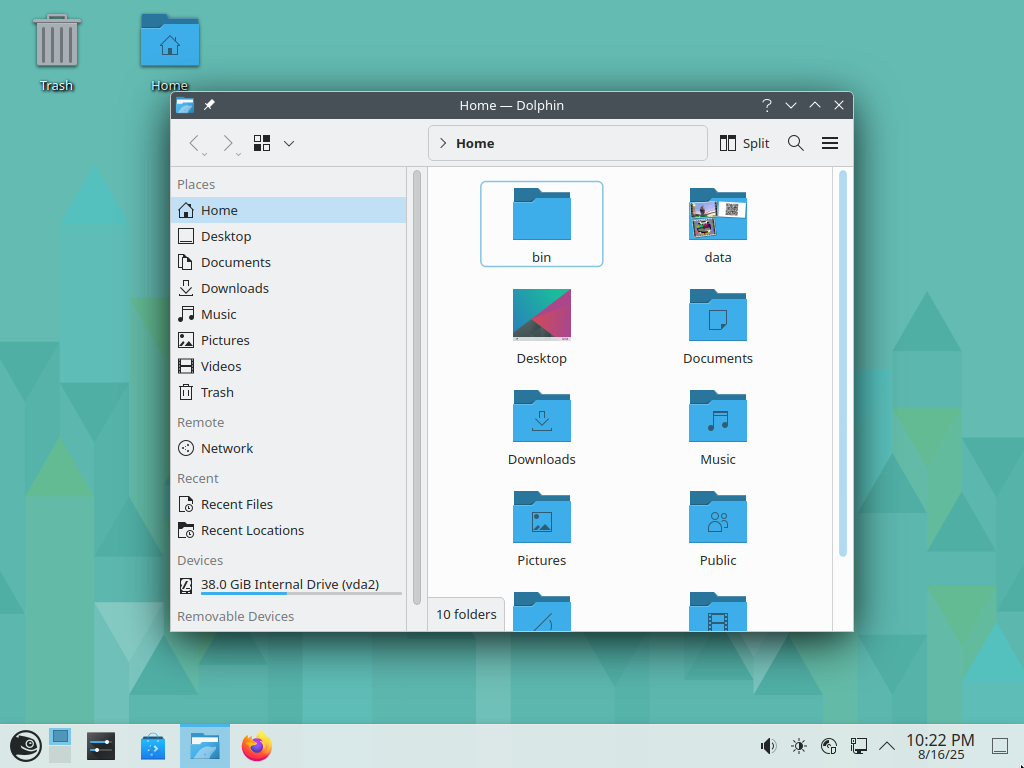 Trash
Home
Home — Dolphin
Home
Split
Places
Home
Desktop
Documents
Downloads
Music
Pictures
Videos
Trash
Remote
Network
Recent
Recent Files
Recent Locations
Devices
38.0 GiB Internal Drive (vda2)
Removable Devices
bin
data
Desktop
Documents
Downloads
Music
Pictures
Public
10 folders
10:22 PM
8/16/25